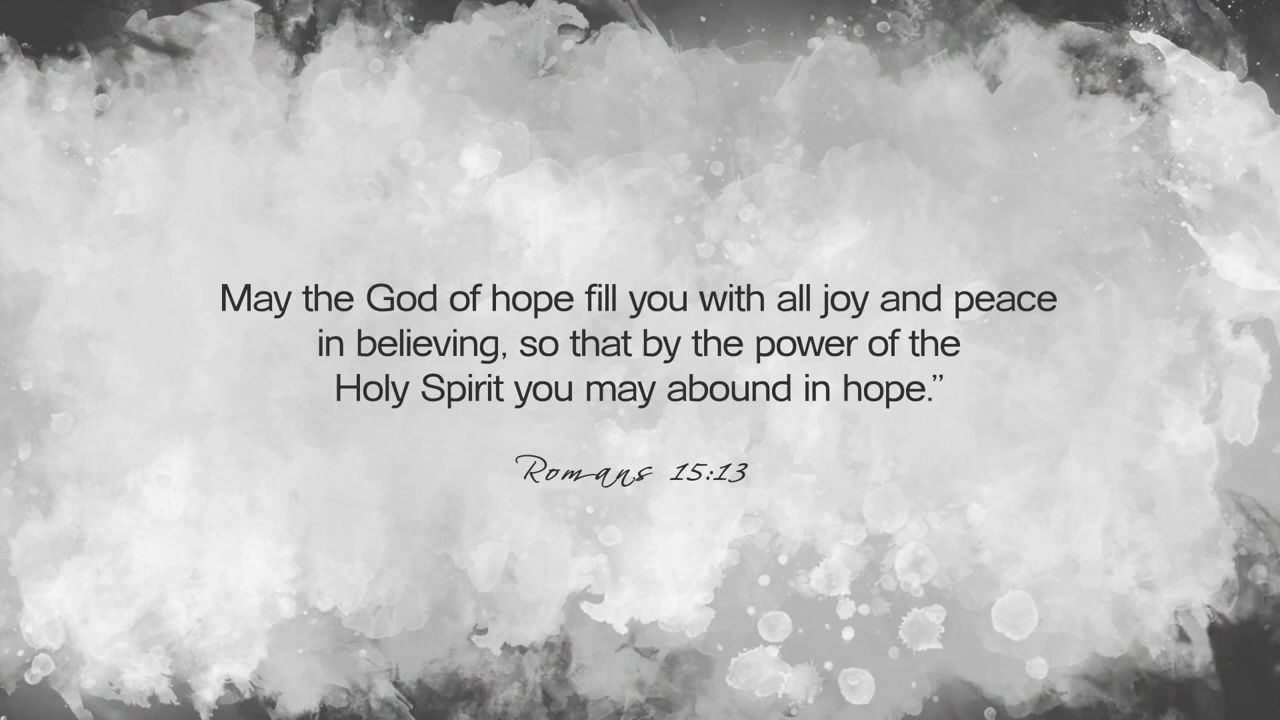 May the God of hope fill you with all joy and peace
in believing, so that by the power of the
Holy Spirit you may abound in hope.”
Romans 15:13